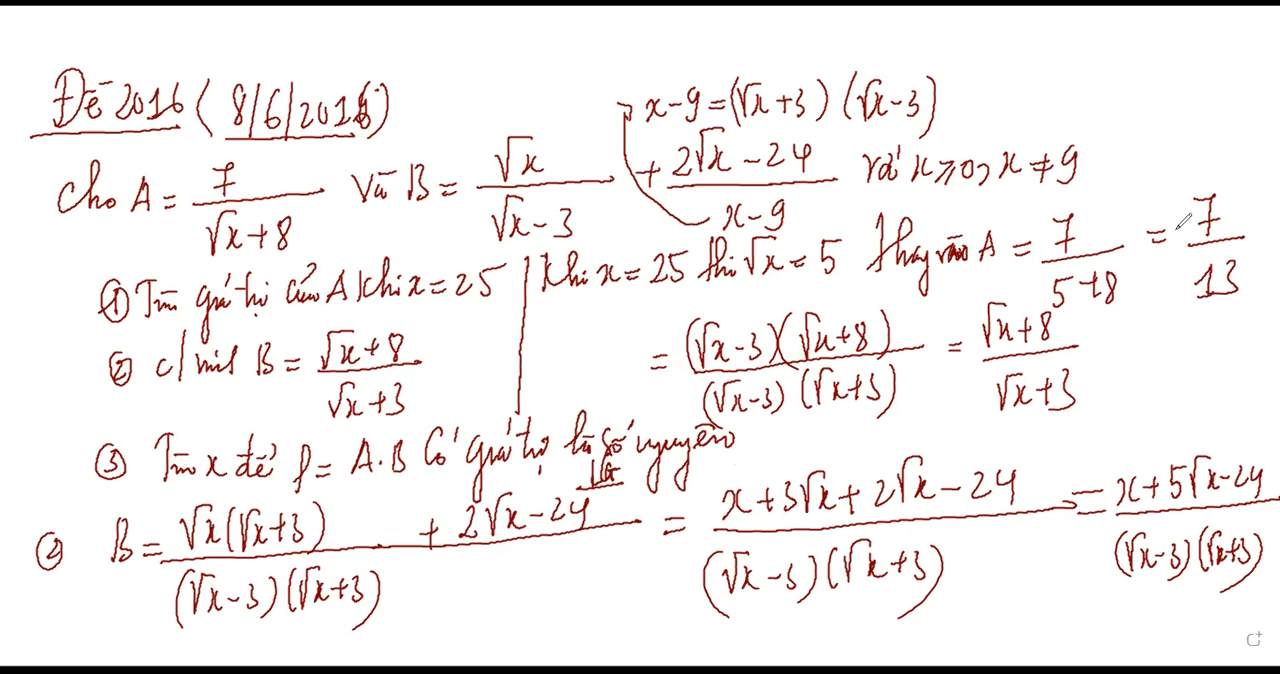 Đề 2016 ( 8/6/2016)
x-9 = (√x+3) (√x-3)
Cho A = 7/(√x+8) Và B = √x/(√x-3) + (2√x-24)/(x-9) với x ≥ 0, x ≠ 9
① Tìm giá trị của A khi x = 25
Khi x = 25 thì √x = 5 thay vào A = 7/(5+8) = 7/13
② c/minh B = (√x+8)/(√x+3)
= (√x-3)(√x+8)/(√x-3)(√x+3) = (√x+8)/(√x+3)
③ Tìm x để P = A.B Có giá trị là số nguyên
LG
② B = √x(√x+3) + 2√x-24/(√x-3)(√x+3) = x+3√x+2√x-24/(√x-3)(√x+3) = x+5√x-24/(√x-3)(√x+3)